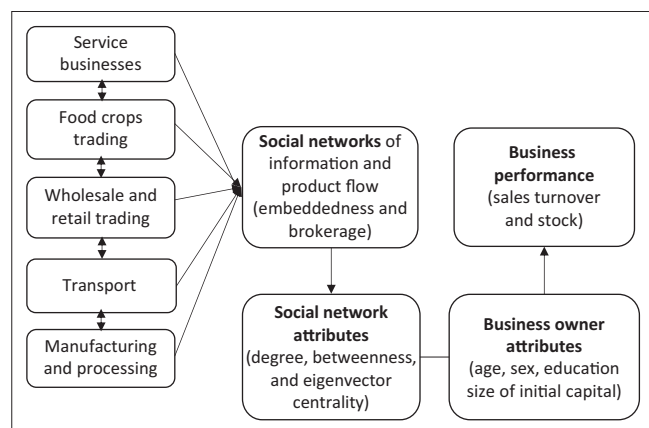 Service
businesses
Food crops
trading
Wholesale and
retail trading
Transport
Manufacturing
and processing
Social networks of
information and
product flow
(embeddedness and
brokerage)
Social network
attributes
(degree, betweenness,
and eigenvector
centrality)
Business
performance
(sales turnover
and stock)
Business owner
attributes
(age, sex, education
size of initial capital)